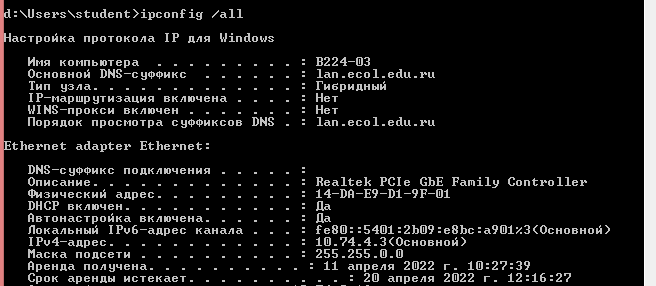 d:\Users\student>ipconfig /all
Настройка протокола IP для Windows
Имя компьютера . . . . . . . . . : B224-03
Основной DNS-суффикс . . . . . . : lan.ecol.edu.ru
Тип узла. . . . . . . . . . . . . : Гибридный
IP-маршрутизация включена . . . . : Нет
WINS-прокси включен . . . . . . . : Нет
Порядок просмотра суффиксов DNS . : lan.ecol.edu.ru
Ethernet adapter Ethernet:
DNS-суффикс подключения . . . . . :
Описание. . . . . . . . . . . . . : Realtek PCIe GbE Family Controller
Физический адрес. . . . . . . . . : 14-DA-E9-D1-9F-01
DHCP включен. . . . . . . . . . . : Да
Автонастройка включена. . . . . . : Да
Локальный IPv6-адрес канала . . . : fe80::5401:2b09:e8bc:a901%3(Основной)
IPv4-адрес. . . . . . . . . . . . : 10.74.4.3(Основной)
Маска подсети . . . . . . . . . . : 255.255.0.0
Аренда получена. . . . . . . . . . : 11 апреля 2022 г. 10:27:39
Срок аренды истекает. . . . . . . . . . : 20 апреля 2022 г. 12:16:27